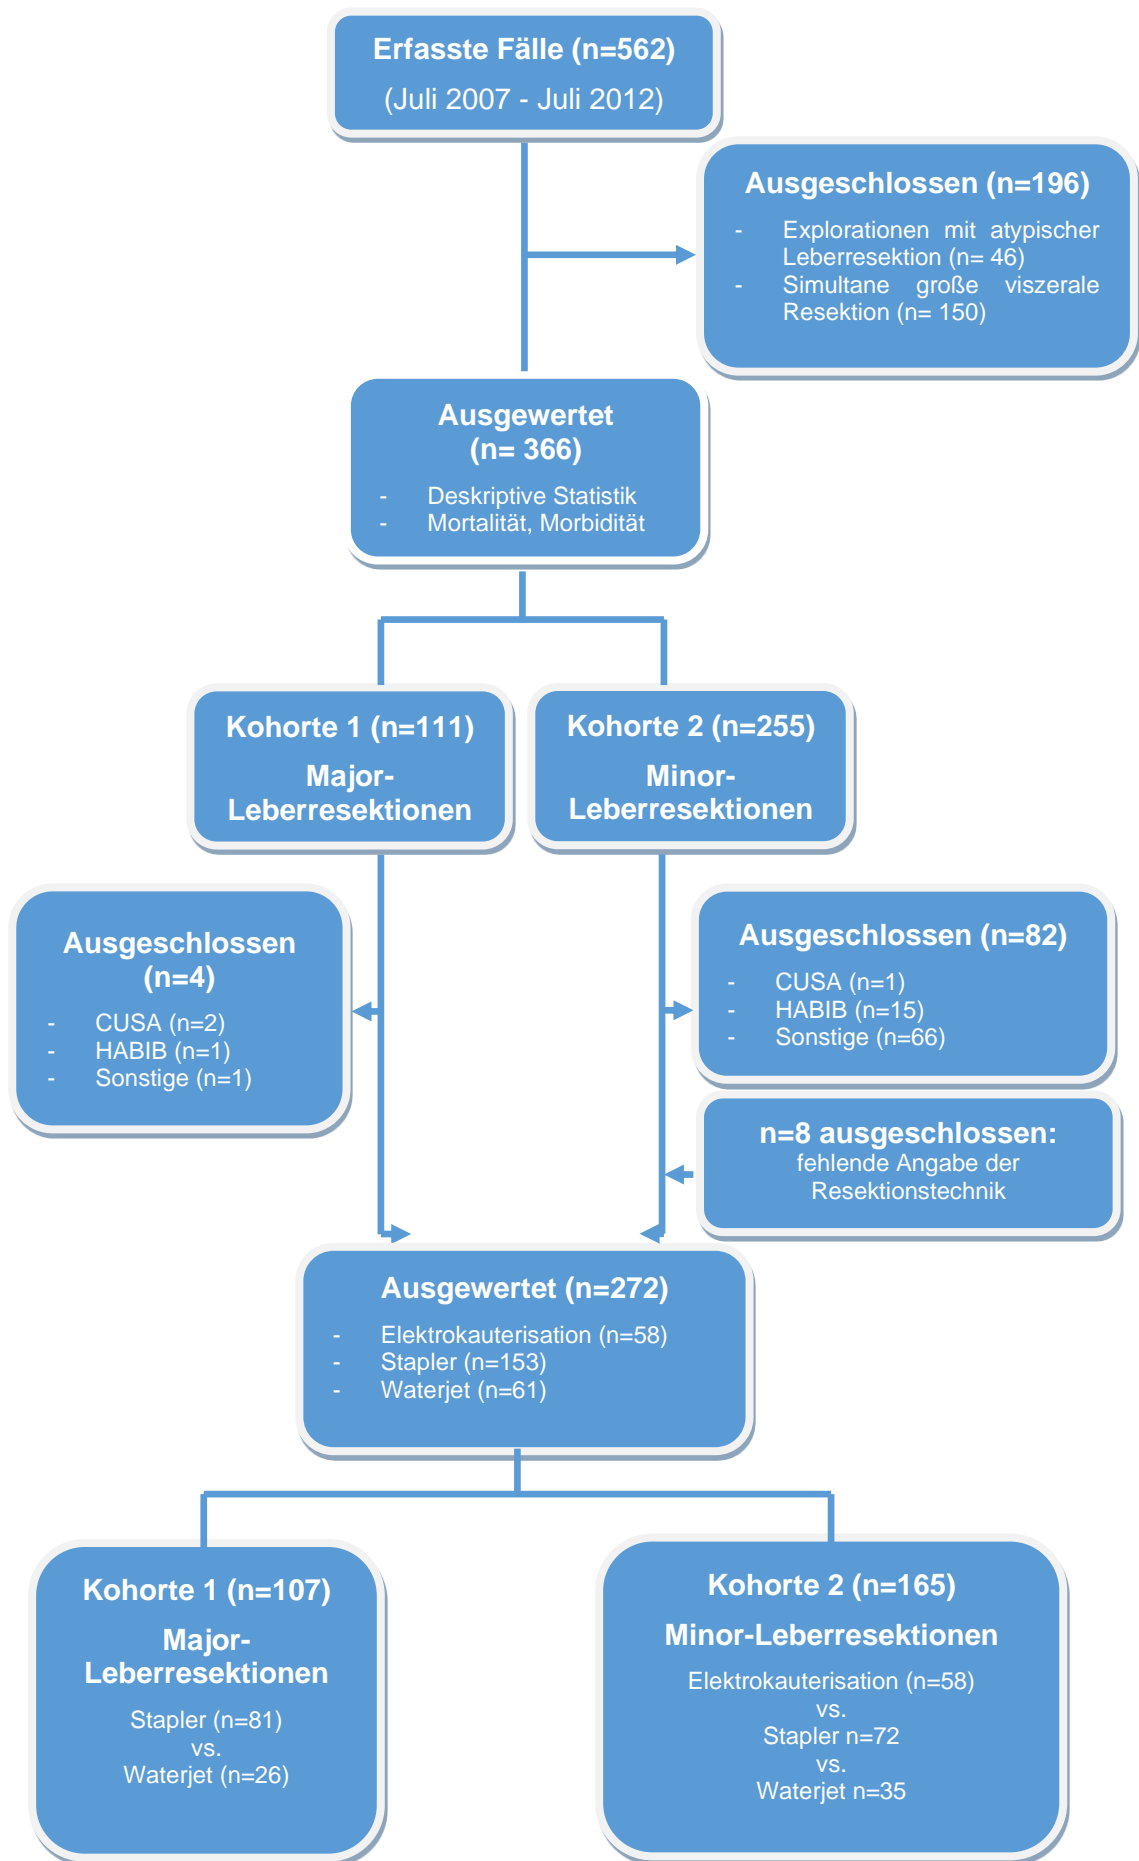 Erfasste Fälle (n=562)
(Juli 2007 - Juli 2012)
Ausgeschlossen (n=196)
- Explorationen mit atypischer
Leberresektion (n= 46)
- Simultane große viszerale
Resektion (n= 150)
Ausgewertet
(n= 366)
- Deskriptive Statistik
- Mortalität, Morbidität
Kohorte 1 (n=111)
Major-
Leberresektionen
Kohorte 2 (n=255)
Minor-
Leberresektionen
Ausgeschlossen
(n=4)
- CUSA (n=2)
- HABIB (n=1)
- Sonstige (n=1)
Ausgeschlossen (n=82)
- CUSA (n=1)
- HABIB (n=15)
- Sonstige (n=66)
n=8 ausgeschlossen:
fehlende Angabe der
Resektionstechnik
Ausgewertet (n=272)
- Elektrokauterisation (n=58)
- Stapler (n=153)
- Waterjet (n=61)
Kohorte 1 (n=107)
Major-
Leberresektionen
Stapler (n=81)
vs.
Waterjet (n=26)
Kohorte 2 (n=165)
Minor-Leberresektionen
Elektrokauterisation (n=58)
vs.
Stapler n=72
vs.
Waterjet n=35